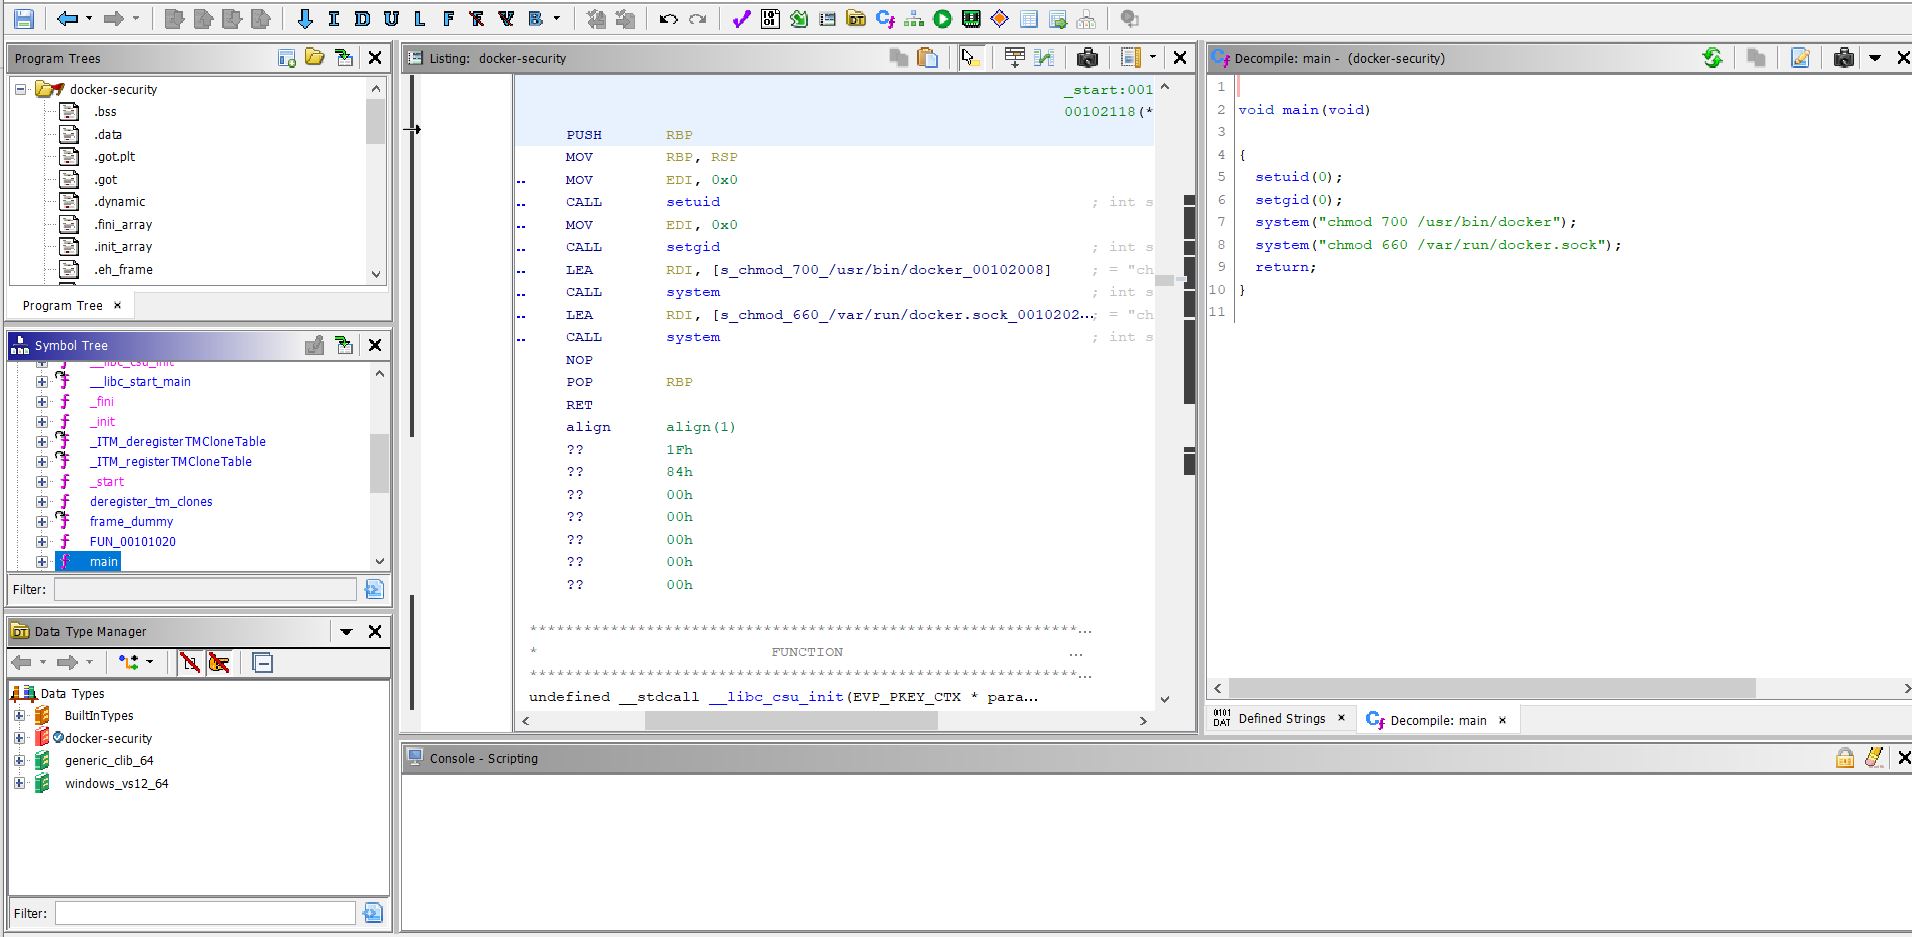 I D U L F F V B
Program Trees
docker-security
.bss
.data
.got.plt
.got
.dynamic
.fini_array
.init_array
.eh_frame
Program Tree
Symbol Tree
__libc_csu_init
__libc_start_main
_fini
_init
_ITM_deregisterTMCloneTable
_ITM_registerTMCloneTable
_start
deregister_tm_clones
frame_dummy
FUN_00101020
main
Filter:
Data Type Manager
Data Types
BuiltInTypes
docker-security
generic_clib_64
windows_vs12_64
Filter:
Listing: docker-security
_start:001
00102118(*
PUSH RBP
MOV RBP, RSP
.. MOV EDI, 0x0
.. CALL setuid ; int s
.. MOV EDI, 0x0
.. CALL setgid ; int s
.. LEA RDI, [s_chmod_700_/usr/bin/docker_00102008] ; = "ch
.. CALL system ; int s
.. LEA RDI, [s_chmod_660_/var/run/docker.sock_0010202...; = "ch
.. CALL system ; int s
NOP
POP RBP
RET
align align(1)
?? 1Fh
?? 84h
?? 00h
?? 00h
?? 00h
?? 00h
?? 00h
*************************************************************...
* FUNCTION ...
*************************************************************...
undefined __stdcall __libc_csu_init(EVP_PKEY_CTX * para...
Decompile: main - (docker-security)
1
2 void main(void)
3
4 {
5 setuid(0);
6 setgid(0);
7 system("chmod 700 /usr/bin/docker");
8 system("chmod 660 /var/run/docker.sock");
9 return;
10 }
11
Defined Strings
Decompile: main
Console - Scripting